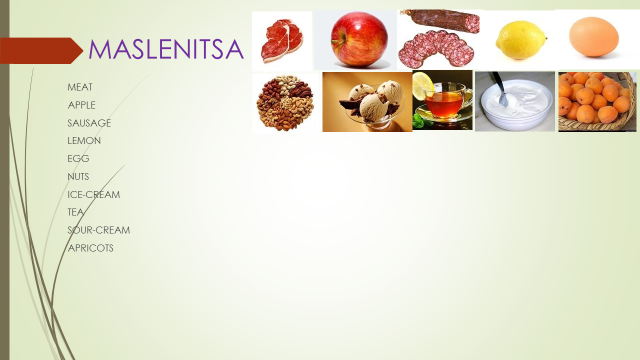 MASLENITSA
MEAT
APPLE
SAUSAGE
LEMON
EGG
NUTS
ICE-CREAM
TEA
SOUR-CREAM
APRICOTS